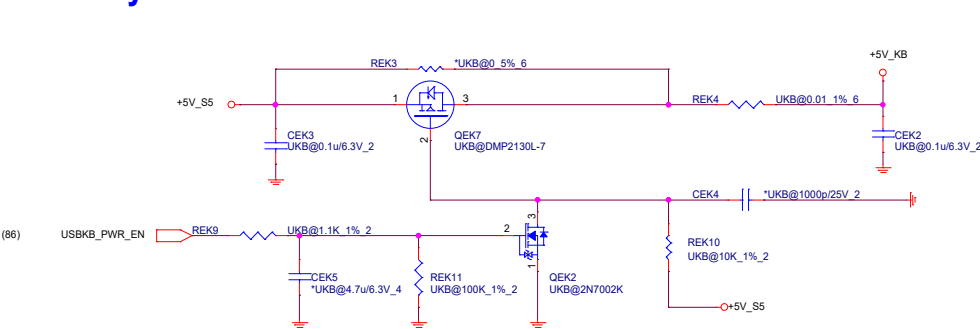 +5V_KB
REK3
*UKB@0_5%_6
+5V_S5
1
3
REK4
UKB@0.01_1%_6
CEK3
UKB@0.1u/6.3V_2
2
QEK7
UKB@DMP2130L-7
CEK2
UKB@0.1u/6.3V_2
CEK4
*UKB@1000p/25V_2
(86)
USBKB_PWR_EN
REK9
UKB@1.1K_1%_2
2
3
1
REK10
UKB@10K_1%_2
CEK5
*UKB@4.7u/6.3V_4
REK11
UKB@100K_1%_2
QEK2
UKB@2N7002K
+5V_S5